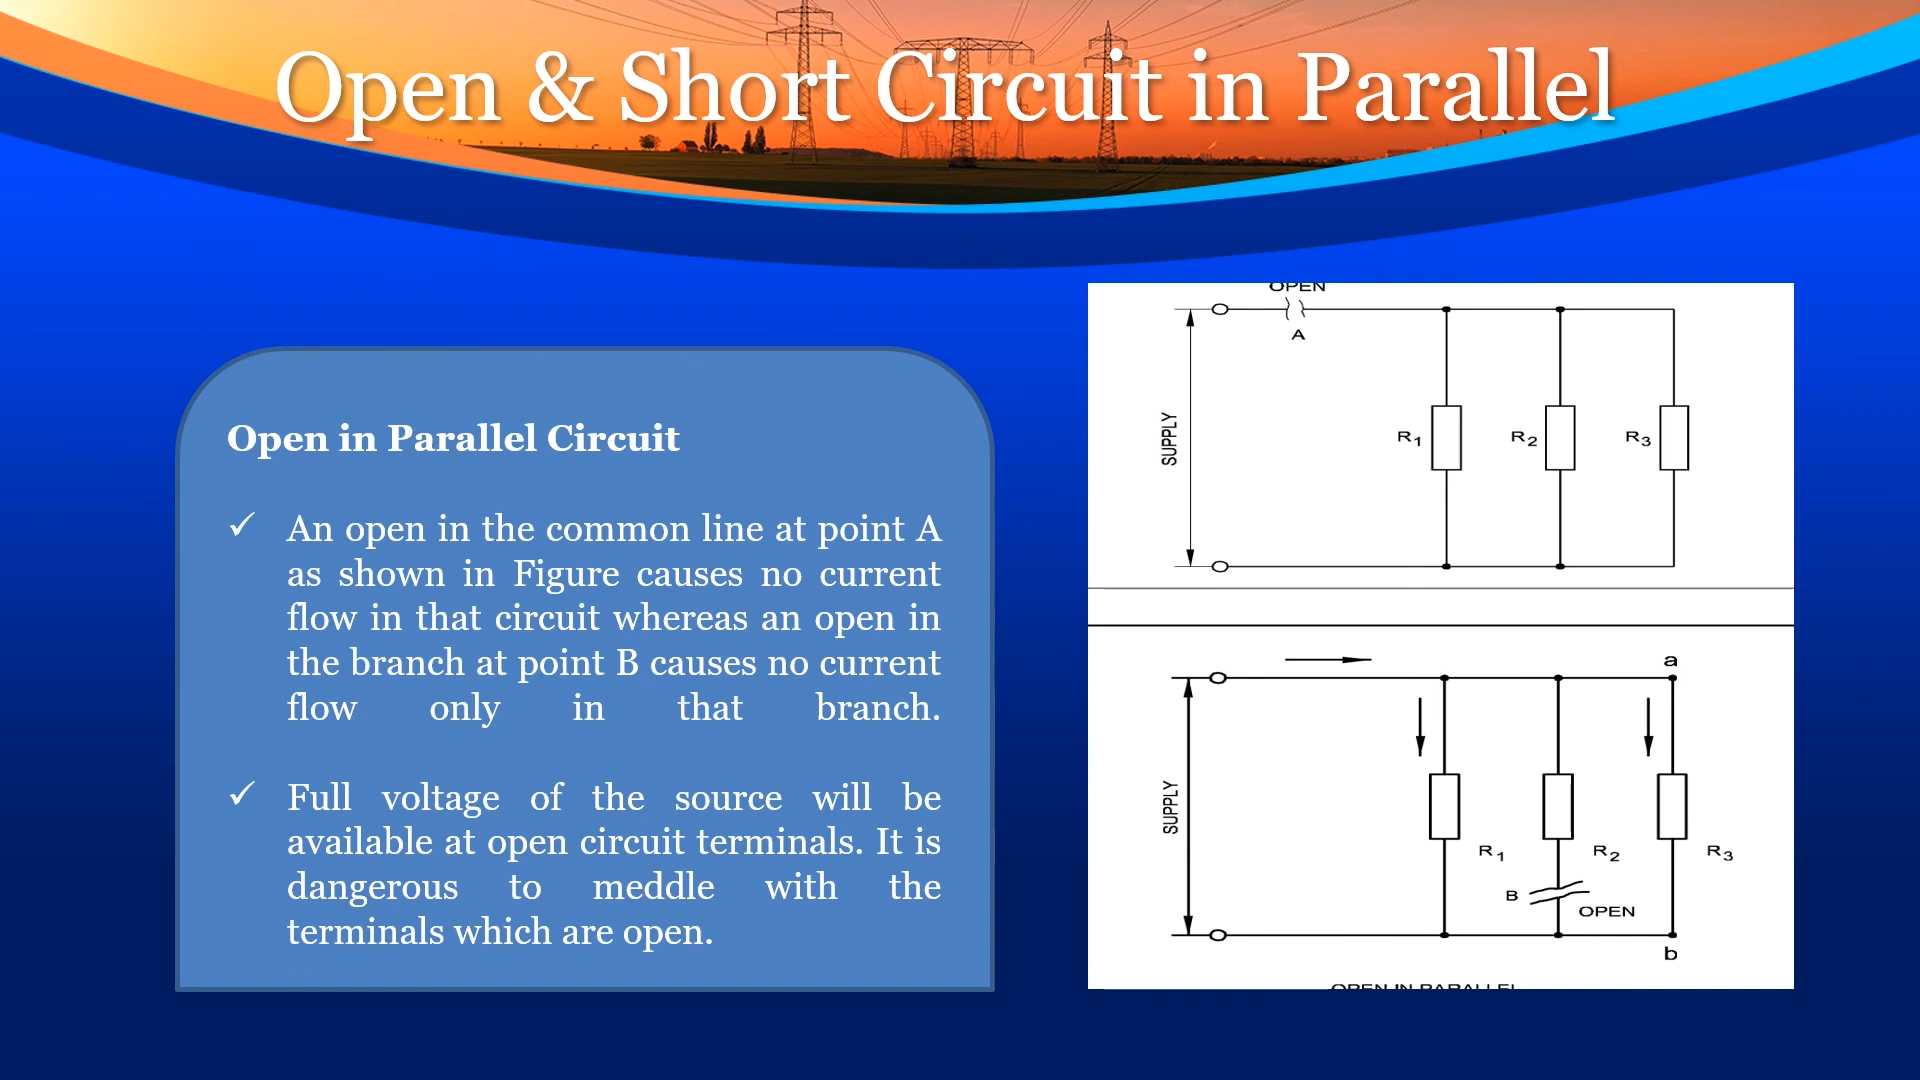 Open & Short Circuit in Parallel
Open in Parallel Circuit
✓ An open in the common line at point A
as shown in Figure causes no current
flow in that circuit whereas an open in
the branch at point B causes no current
flow only in that branch.
✓ Full voltage of the source will be
available at open circuit terminals. It is
dangerous to meddle with the
terminals which are open.
OPEN
A
SUPPLY
R1
R2
R3
a
SUPPLY
R1
R2
R3
B
OPEN
b
OPEN IN PARALLEL